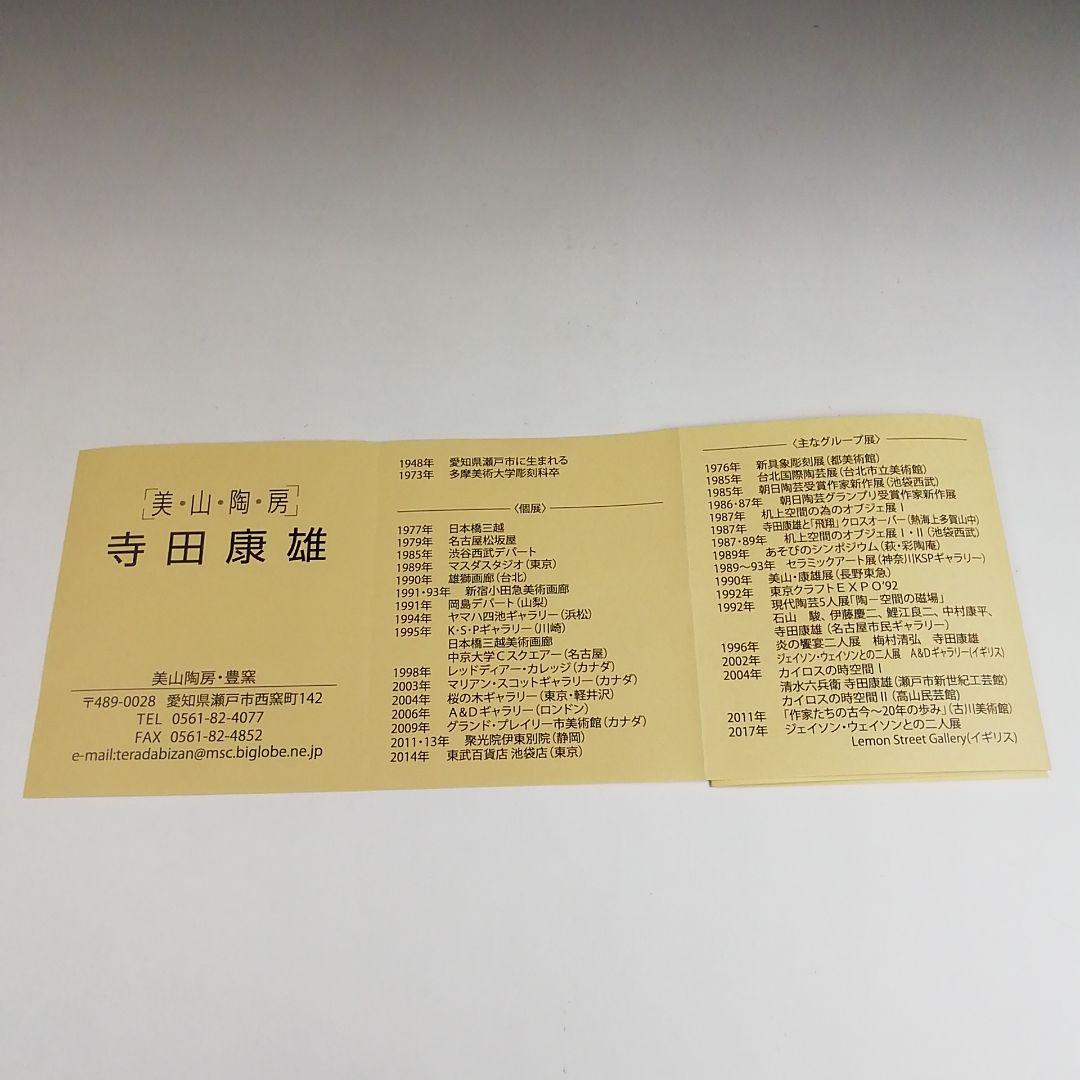 美・山・陶・房
寺田康雄
美山陶房・豊窯
〒489-0028 愛知県瀬戸市西窯町142
TEL 0561-82-4077
FAX 0561-82-4852
e-mail:teradabizan@msc.biglobe.ne.jp
1948年 愛知県瀬戸市に生まれる
1973年 多摩美術大学彫刻科卒
〈個展〉
1977年 日本橋三越
1979年 名古屋松坂屋
1985年 渋谷西武デパート
1989年 マスダスタジオ(東京)
1990年 雄獅画廊(台北)
1991・93年 新宿小田急美術画廊
1991年 岡島デパート(山梨)
1994年 ヤマハ四池ギャラリー(浜松)
1995年 K・S・Pギャラリー(川崎)
日本橋三越美術画廊
中京大学Cスクエアー(名古屋)
1998年 レッドディアー・カレッジ(カナダ)
2003年 マリアン・スコットギャラリー(カナダ)
2004年 桜の木ギャラリー(東京・軽井沢)
2006年 A&Dギャラリー(ロンドン)
2009年 グランド・プレイリー市美術館(カナダ)
2011・13年 聚光院伊東別院(静岡)
2014年 東武百貨店 池袋店(東京)
〈主なグループ展〉
1976年 新具象彫刻展(都美術館)
1985年 台北国際陶芸展(台北市立美術館)
1985年 朝日陶芸受賞作家新作展(池袋西武)
1986・87年 朝日陶芸グランプリ受賞作家新作展
1987年 机上空間の為のオブジェ展Ⅰ
1987年 寺田康雄と「飛翔」クロスオーバー(熱海上多賀山中)
1987・89年 机上空間のオブジェ展Ⅰ・Ⅱ(池袋西武)
1989年 あそびのシンポジウム(萩・彩陶庵)
1989〜93年 セラミックアート展(神奈川KSPギャラリー)
1990年 美山・康雄展(長野東急)
1992年 東京クラフトEXPO'92
1992年 現代陶芸5人展「陶－空間の磁場」
石山 駿、伊藤慶二、鯉江良二、中村康平、
寺田康雄(名古屋市民ギャラリー)
1996年 炎の饗宴二人展 梅村清弘 寺田康雄
2002年 ジェイソン・ウェイソンとの二人展 A&Dギャラリー(イギリス)
2004年 カイロスの時空間Ⅰ
清水六兵衛 寺田康雄(瀬戸市新世紀工芸館)
カイロスの時空間Ⅱ(高山民芸館)
2011年 「作家たちの古今〜20年の歩み」(古川美術館)
2017年 ジェイソン・ウェイソンとの二人展
Lemon Street Gallery(イギリス)